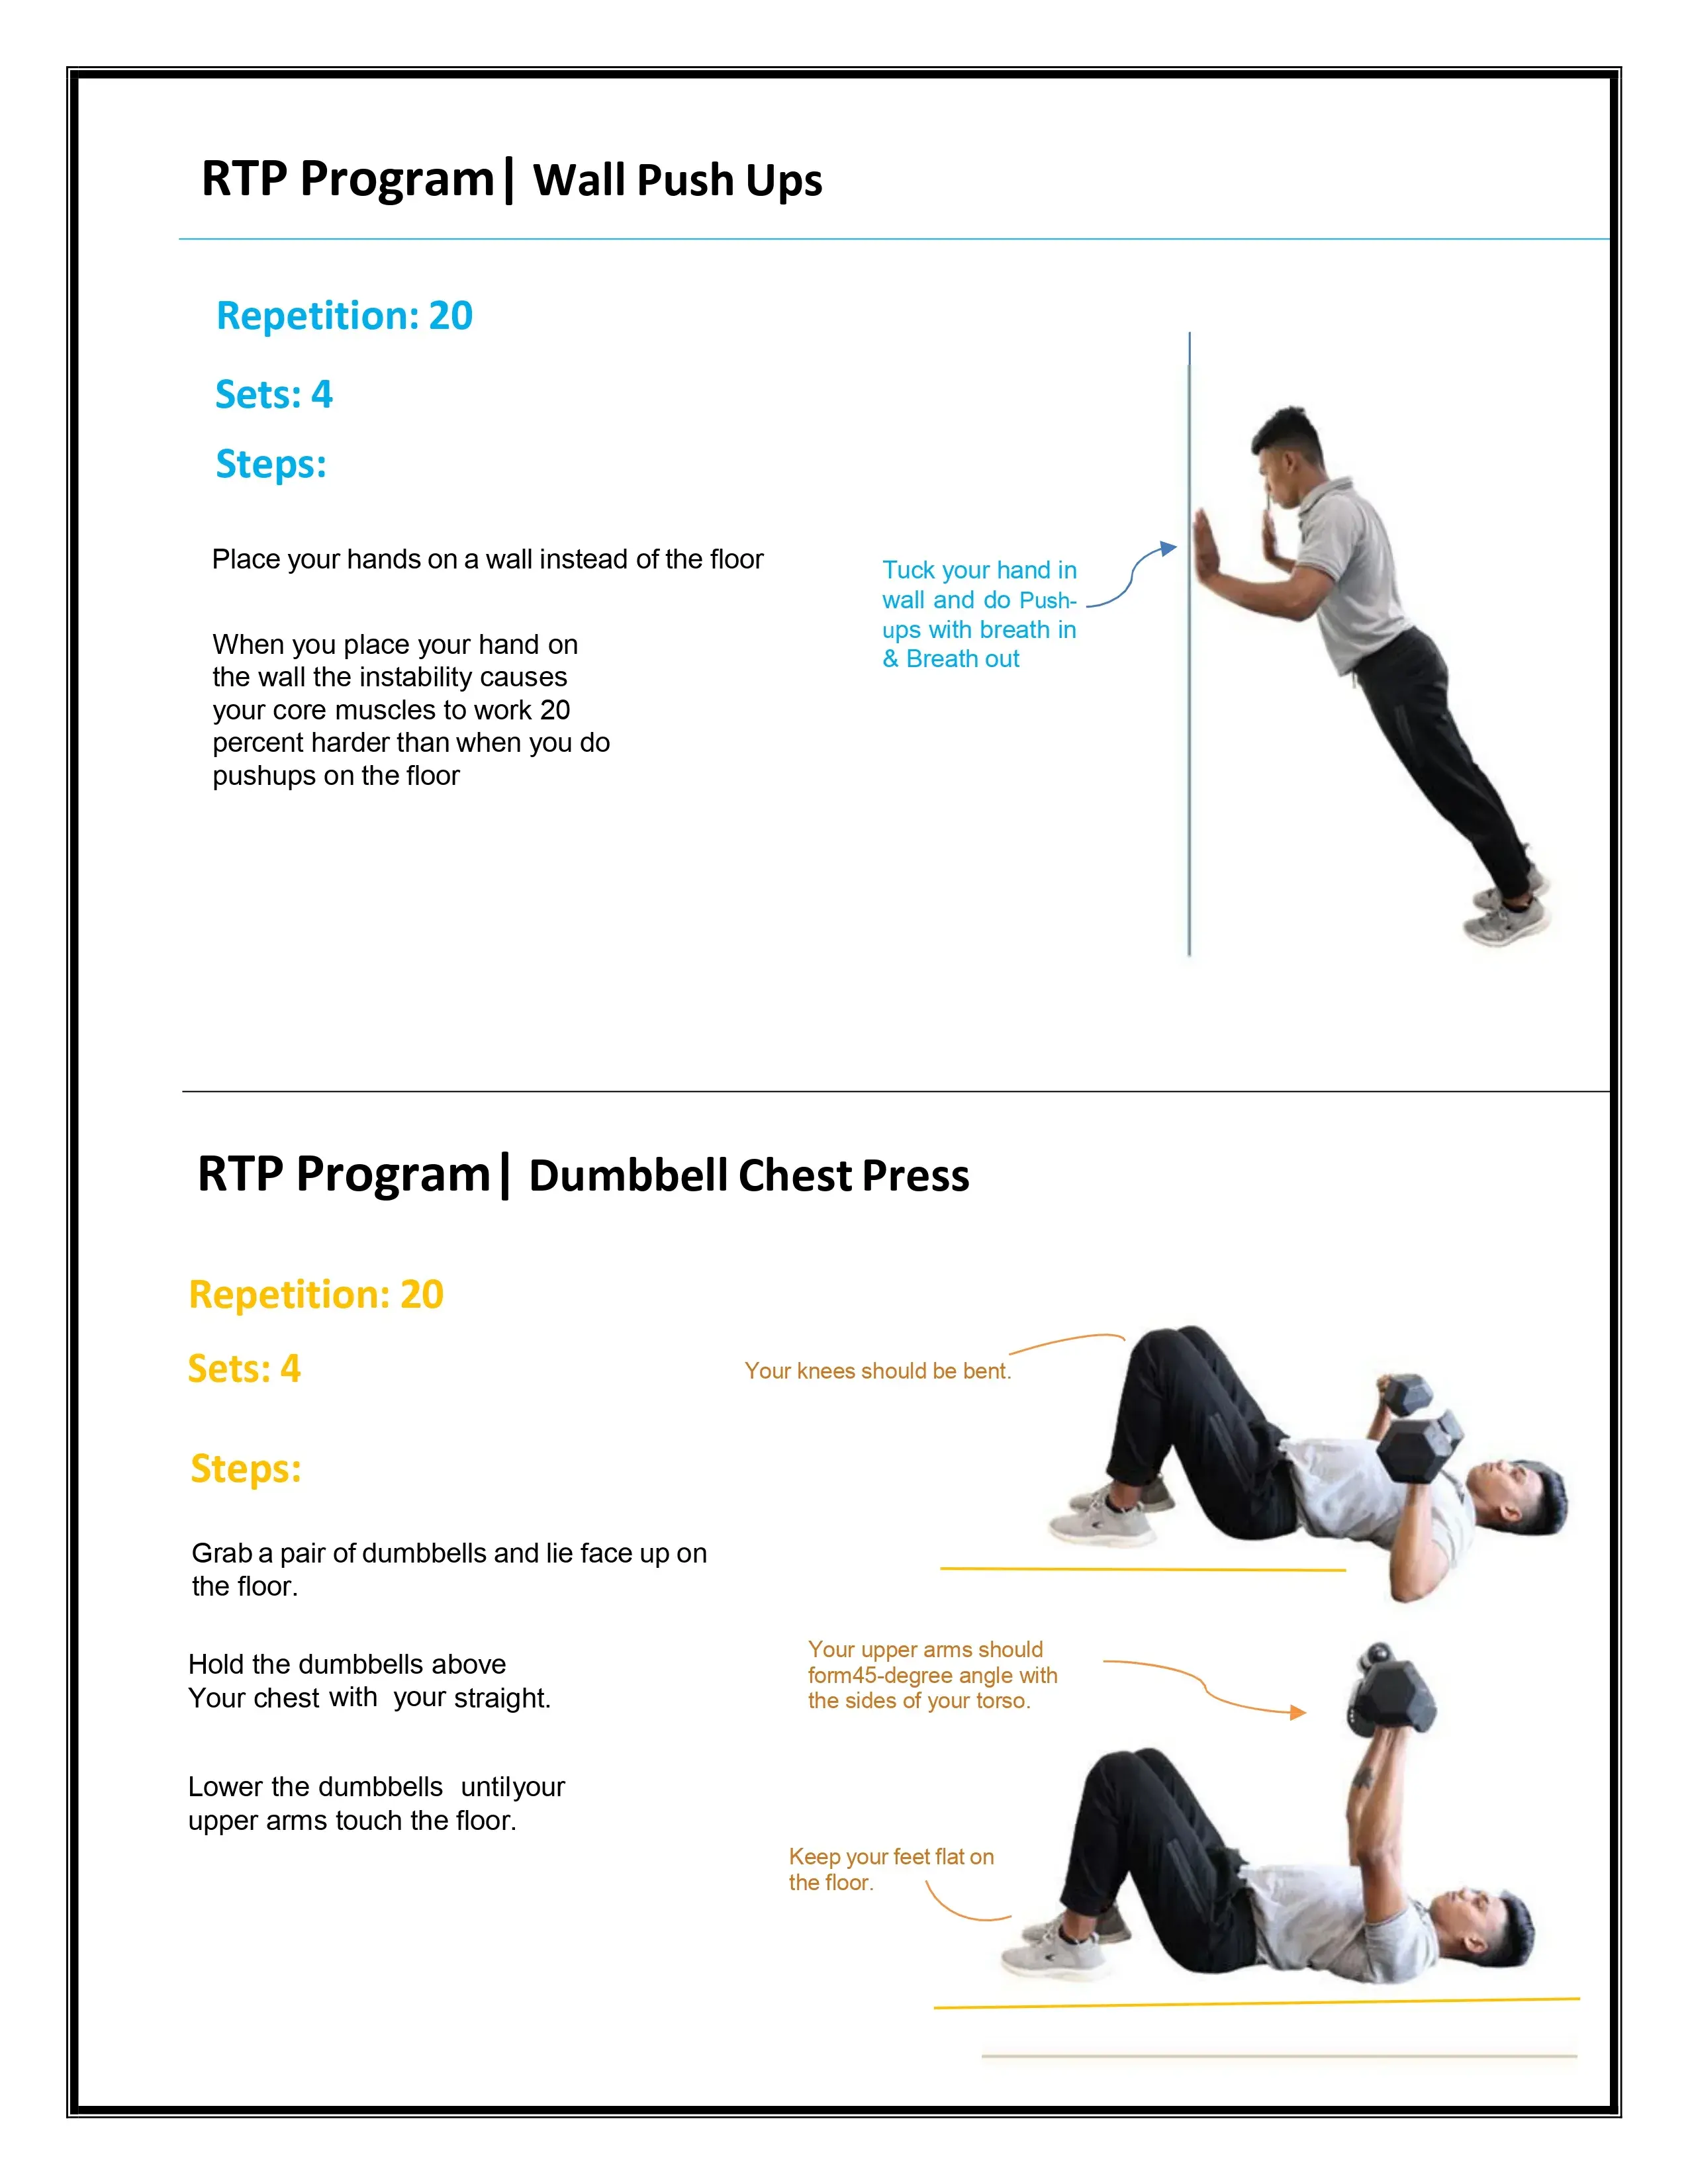 RTP Program| Wall Push Ups
Repetition: 20
Sets: 4
Steps:
Place your hands on a wall instead of the floor
When you place your hand on
the wall the instability causes
your core muscles to work 20
percent harder than when you do
pushups on the floor
Tuck your hand in
wall and do Push-
ups with breath in
& Breath out
RTP Program| Dumbbell Chest Press
Repetition: 20
Sets: 4
Steps:
Grab a pair of dumbbells and lie face up on
the floor.
Hold the dumbbells above
Your chest with your straight.
Lower the dumbbells untilyour
upper arms touch the floor.
Your knees should be bent.
Your upper arms should
form45-degree angle with
the sides of your torso.
Keep your feet flat on
the floor.